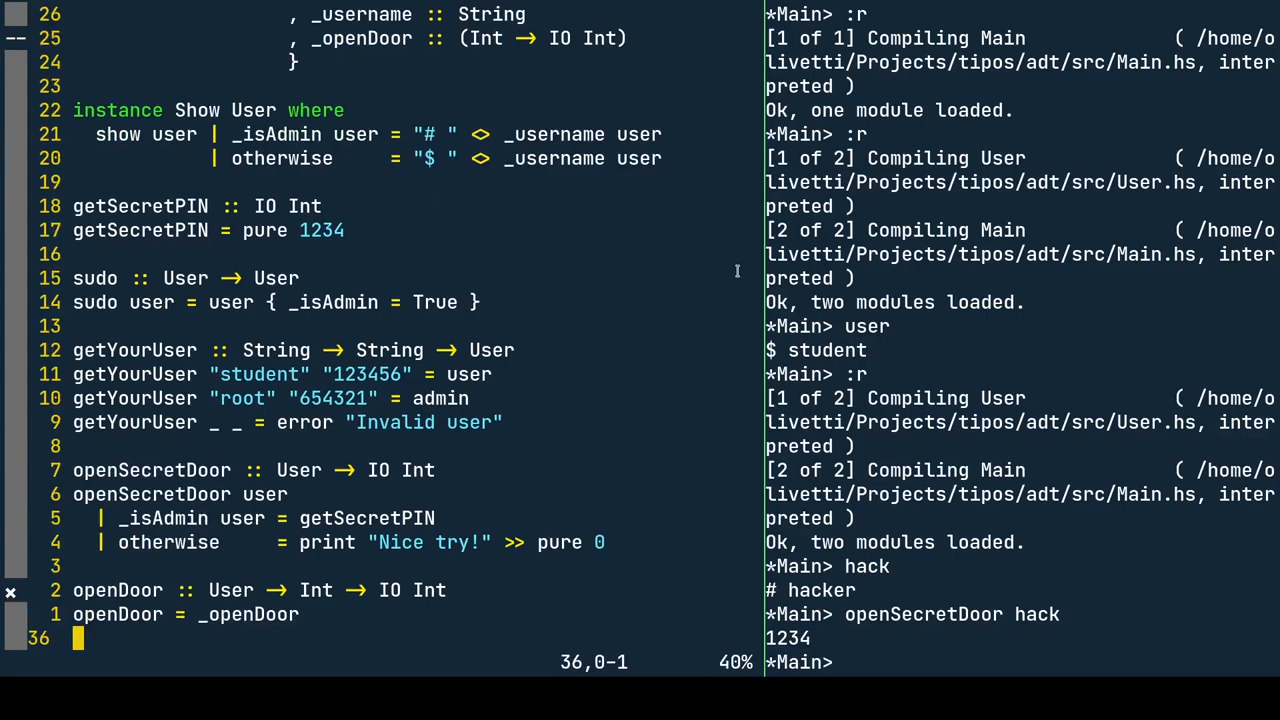 26                    , _username :: String
-- 25                    , _openDoor :: (Int → IO Int)
24                    }
23
22 instance Show User where
21   show user | _isAdmin user = "# " <> _username user
20             | otherwise     = "$ " <> _username user
19
18 getSecretPIN :: IO Int
17 getSecretPIN = pure 1234
16
15 sudo :: User → User
14 sudo user = user { _isAdmin = True }
13
12 getYourUser :: String → String → User
11 getYourUser "student" "123456" = user
10 getYourUser "root" "654321" = admin
9 getYourUser _ _ = error "Invalid user"
8
7 openSecretDoor :: User → IO Int
6 openSecretDoor user
5   | _isAdmin user = getSecretPIN
4   | otherwise     = print "Nice try!" >> pure 0
3
× 2 openDoor :: User → Int → IO Int
1 openDoor = _openDoor
36
36,0-1          40%
*Main> :r
[1 of 1] Compiling Main             ( /home/o
livetti/Projects/tipos/adt/src/Main.hs, inter
preted )
Ok, one module loaded.
*Main> :r
[1 of 2] Compiling User             ( /home/o
livetti/Projects/tipos/adt/src/User.hs, inter
preted )
[2 of 2] Compiling Main             ( /home/o
livetti/Projects/tipos/adt/src/Main.hs, inter
preted )
Ok, two modules loaded.
*Main> user
$ student
*Main> :r
[1 of 2] Compiling User             ( /home/o
livetti/Projects/tipos/adt/src/User.hs, inter
preted )
[2 of 2] Compiling Main             ( /home/o
livetti/Projects/tipos/adt/src/Main.hs, inter
preted )
Ok, two modules loaded.
*Main> hack
# hacker
*Main> openSecretDoor hack
1234
*Main>